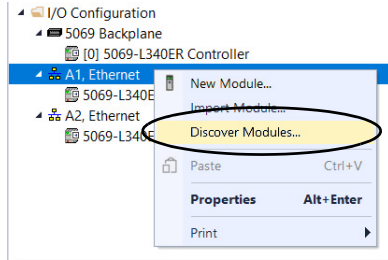 I/O Configuration
5069 Backplane
[0] 5069-L340ER Controller
A1, Ethernet
5069-L340E
A2, Ethernet
5069-L340E
New Module...
Import Module...
Discover Modules...
Paste Ctrl+V
Properties Alt+Enter
Print